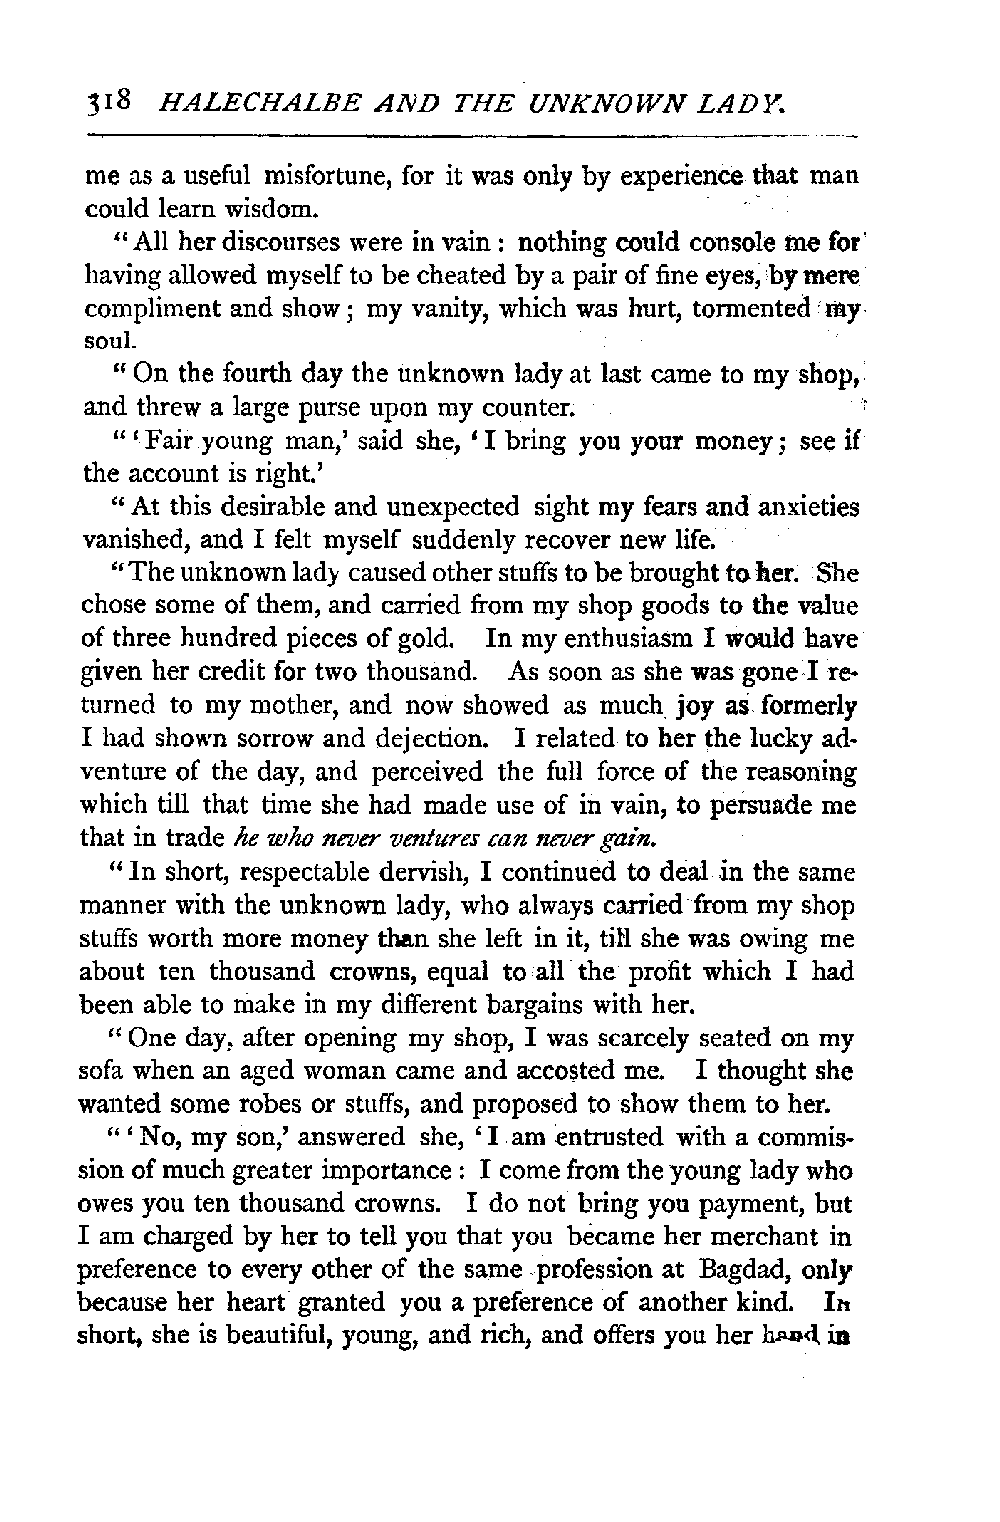 318 HALECHALBE AND THE UNKNOWN LADY.
me as a useful misfortune, for it was only by experience that man
could learn wisdom.
“All her discourses were in vain : nothing could console me for
having allowed myself to be cheated by a pair of fine eyes, by mere
compliment and show ; my vanity, which was hurt, tormented my
soul.
“On the fourth day the unknown lady at last came to my shop,
and threw a large purse upon my counter.
“‘Fair young man,’ said she, ‘I bring you your money ; see if
the account is right.’
“At this desirable and unexpected sight my fears and anxieties
vanished, and I felt myself suddenly recover new life.
“The unknown lady caused other stuffs to be brought to her. She
chose some of them, and carried from my shop goods to the value
of three hundred pieces of gold. In my enthusiasm I would have
given her credit for two thousand. As soon as she was gone I re-
turned to my mother, and now showed as much joy as formerly
I had shown sorrow and dejection. I related to her the lucky ad-
venture of the day, and perceived the full force of the reasoning
which till that time she had made use of in vain, to persuade me
that in trade he who never ventures can never gain.
“In short, respectable dervish, I continued to deal in the same
manner with the unknown lady, who always carried from my shop
stuffs worth more money than she left in it, till she was owing me
about ten thousand crowns, equal to all the profit which I had
been able to make in my different bargains with her.
“One day, after opening my shop, I was scarcely seated on my
sofa when an aged woman came and accosted me. I thought she
wanted some robes or stuffs, and proposed to show them to her.
“‘No, my son,’ answered she, ‘I am entrusted with a commis-
sion of much greater importance : I come from the young lady who
owes you ten thousand crowns. I do not bring you payment, but
I am charged by her to tell you that you became her merchant in
preference to every other of the same profession at Bagdad, only
because her heart granted you a preference of another kind. In
short, she is beautiful, young, and rich, and offers you her hand in